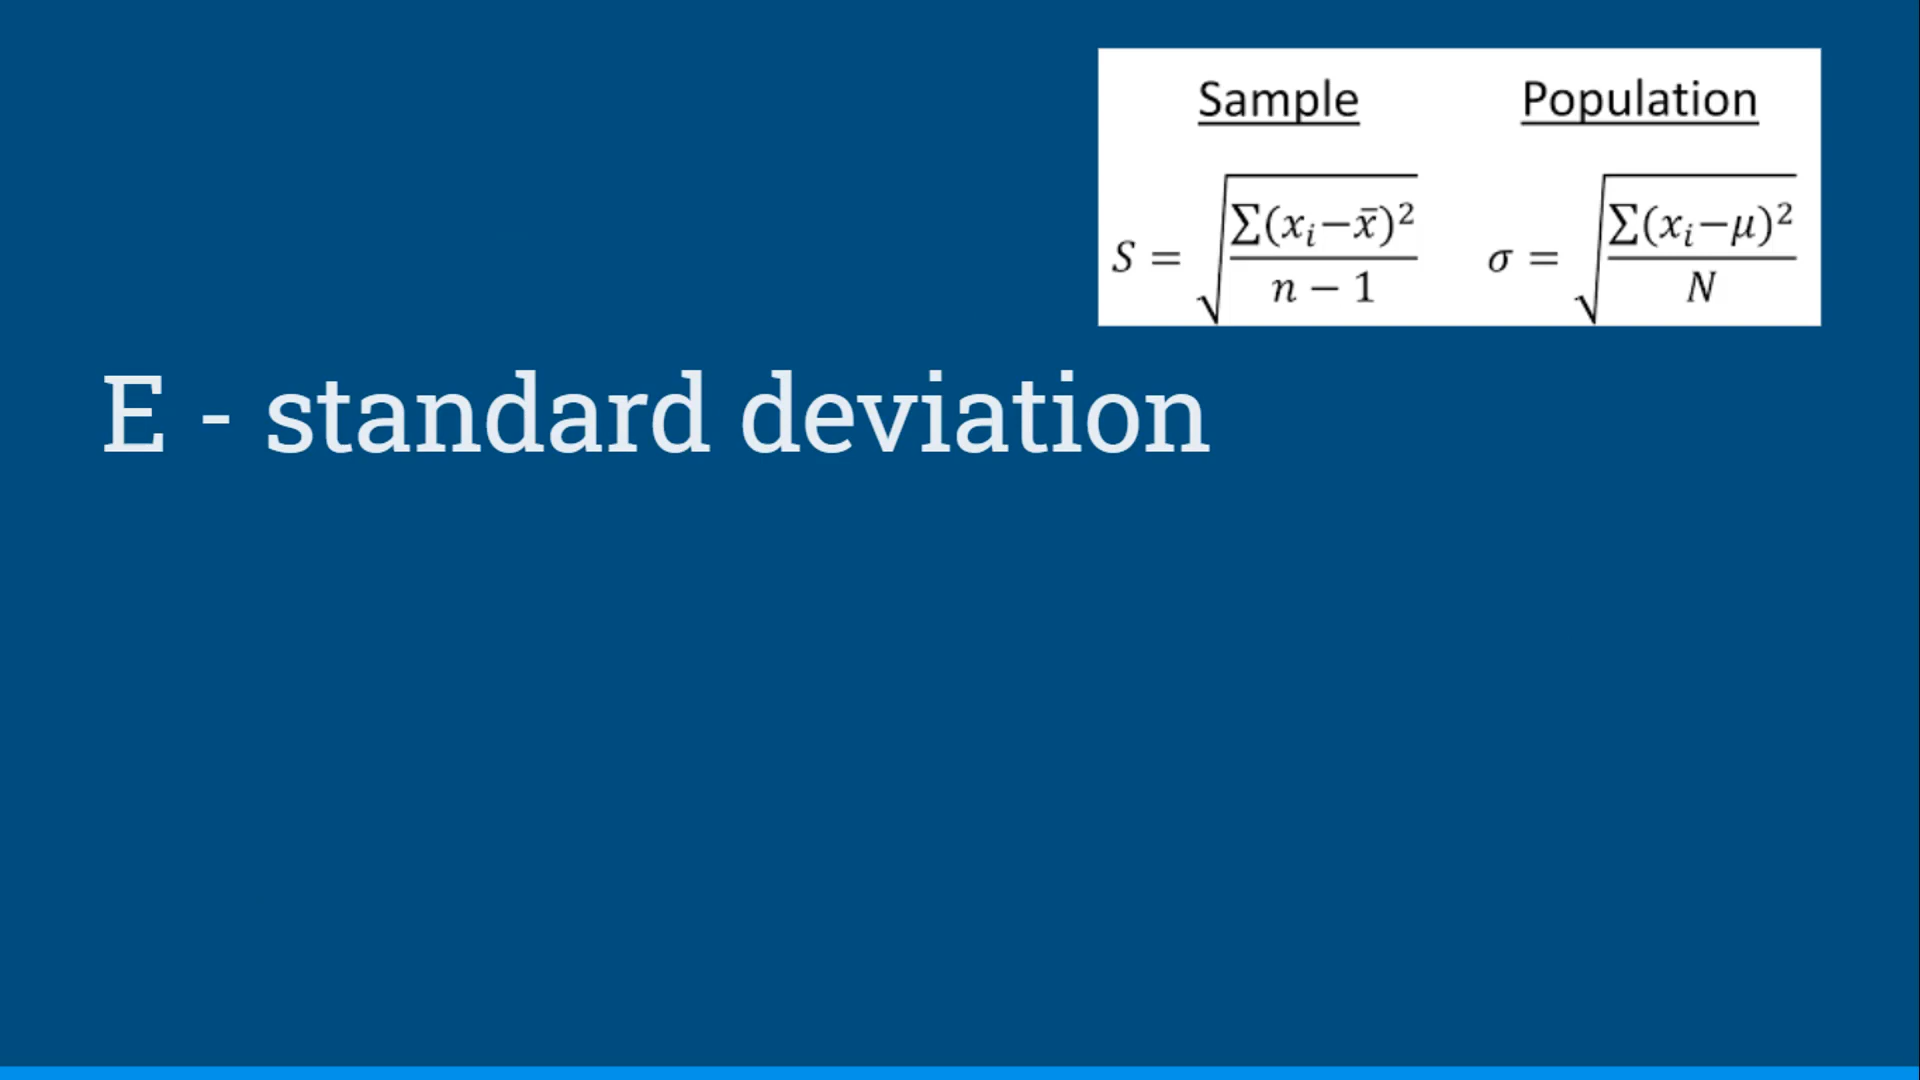 Sample Population
S = √(∑(xᵢ−x̄)²/(n − 1)) σ = √(∑(xᵢ−μ)²/N)
E - standard deviation